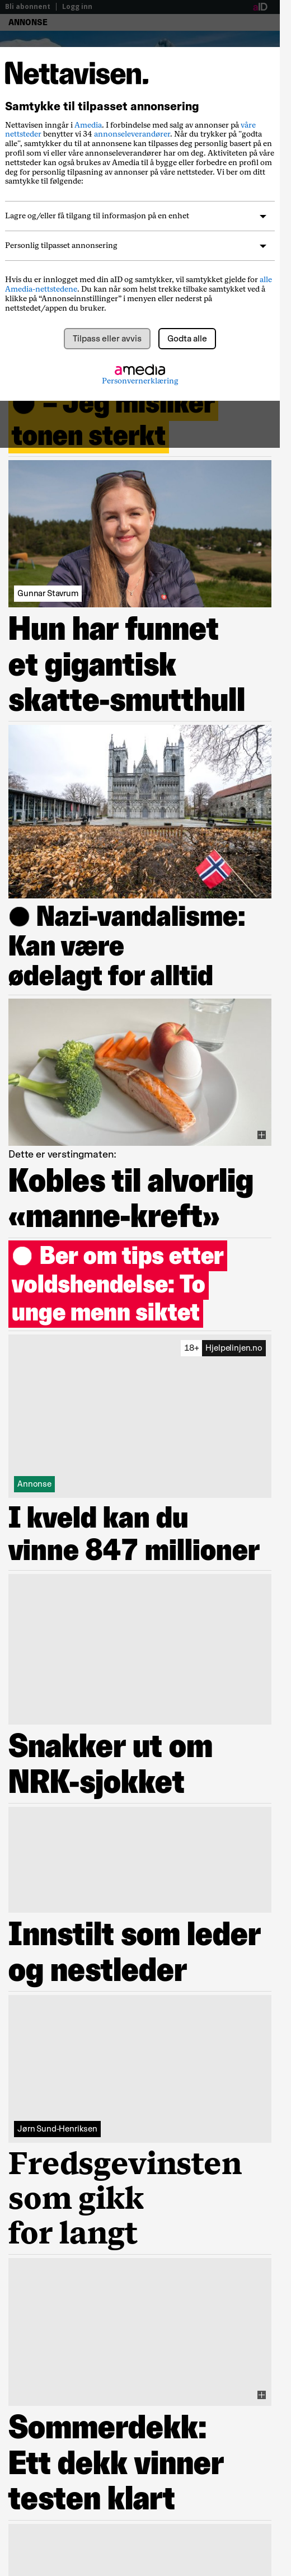 Bli abonnent | Logg inn
aID
ANNONSE
Nettavisen.
Samtykke til tilpasset annonsering
Nettavisen inngår i Amedia. I forbindelse med salg av annonser på våre
nettsteder benytter vi 34 annonseleverandører. Når du trykker på "godta
alle", samtykker du til at annonsene kan tilpasses deg personlig basert på en
profil som vi eller våre annonseleverandører har om deg. Aktiviteten på våre
nettsteder kan også brukes av Amedia til å bygge eller forbedre en profil om
deg for personlig tilpasning av annonser på våre nettsteder. Vi ber om ditt
samtykke til følgende:
Lagre og/eller få tilgang til informasjon på en enhet
Personlig tilpasset annonsering
Hvis du er innlogget med din aID og samtykker, vil samtykket gjelde for alle
Amedia-nettstedene. Du kan når som helst trekke tilbake samtykket ved å
klikke på “Annonseinnstillinger” i menyen eller nederst på
nettstedet/appen du bruker.
Tilpass eller avvis
Godta alle
amedia
Personvernerklæring
– Jeg misliker
tonen sterkt
Gunnar Stavrum
Hun har funnet
et gigantisk
skatte-smutthull
Nazi-vandalisme:
Kan være
ødelagt for alltid
Dette er verstingmaten:
Kobles til alvorlig
«manne-kreft»
Ber om tips etter
voldshendelse: To
unge menn siktet
18+ Hjelpelinjen.no
Annonse
I kveld kan du
vinne 847 millioner
Snakker ut om
NRK-sjokket
Innstilt som leder
og nestleder
Jørn Sund-Henriksen
Fredsgevinsten
som gikk
for langt
Sommerdekk:
Ett dekk vinner
testen klart